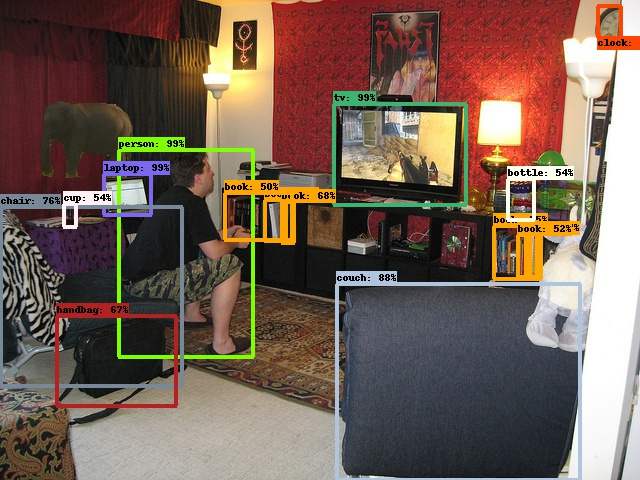 clock:
FAUST
tv: 99%
person: 99%
laptop: 99%
bottle: 54%
book: 50%
book: 68%
chair: 76%
cup: 54%
book: 52%
couch: 88%
handbag: 67%